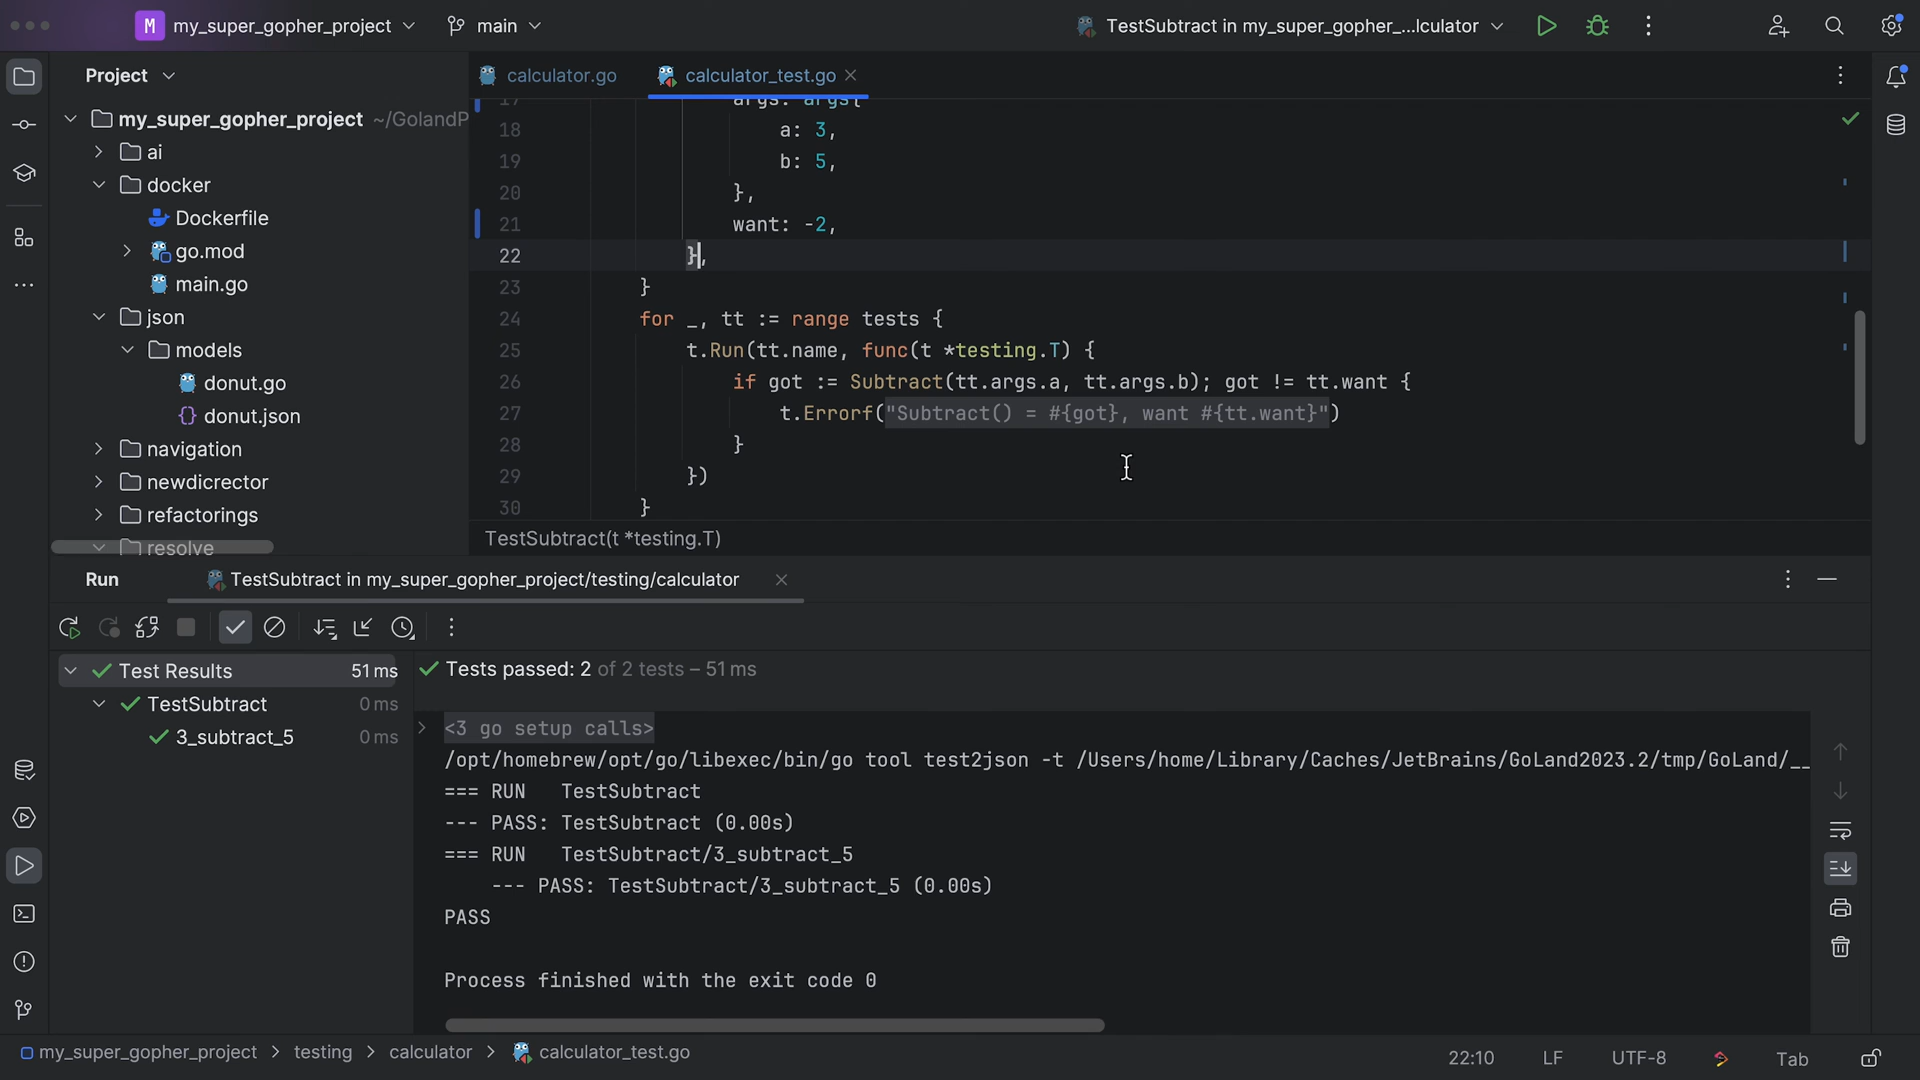 M my_super_gopher_project main TestSubtract in my_super_gopher_...lculator
Project
calculator.go calculator_test.go
my_super_gopher_project ~/GolandP
ai
docker
Dockerfile
go.mod
main.go
json
models
donut.go
donut.json
navigation
newdicrector
refactorings
resolve
17 args: args{
18 a: 3,
19 b: 5,
20 },
21 want: -2,
22 },
23 }
24 for _, tt := range tests {
25 t.Run(tt.name, func(t *testing.T) {
26 if got := Subtract(tt.args.a, tt.args.b); got != tt.want {
27 t.Errorf("Subtract() = #{got}, want #{tt.want}")
28 }
29 })
30 }
TestSubtract(t *testing.T)
Run TestSubtract in my_super_gopher_project/testing/calculator
Test Results 51 ms
TestSubtract 0 ms
3_subtract_5 0 ms
Tests passed: 2 of 2 tests – 51 ms
<3 go setup calls>
/opt/homebrew/opt/go/libexec/bin/go tool test2json -t /Users/home/Library/Caches/JetBrains/GoLand2023.2/tmp/GoLand/__
=== RUN   TestSubtract
--- PASS: TestSubtract (0.00s)
=== RUN   TestSubtract/3_subtract_5
    --- PASS: TestSubtract/3_subtract_5 (0.00s)
PASS
Process finished with the exit code 0
my_super_gopher_project > testing > calculator > calculator_test.go 22:10 LF UTF-8 Tab